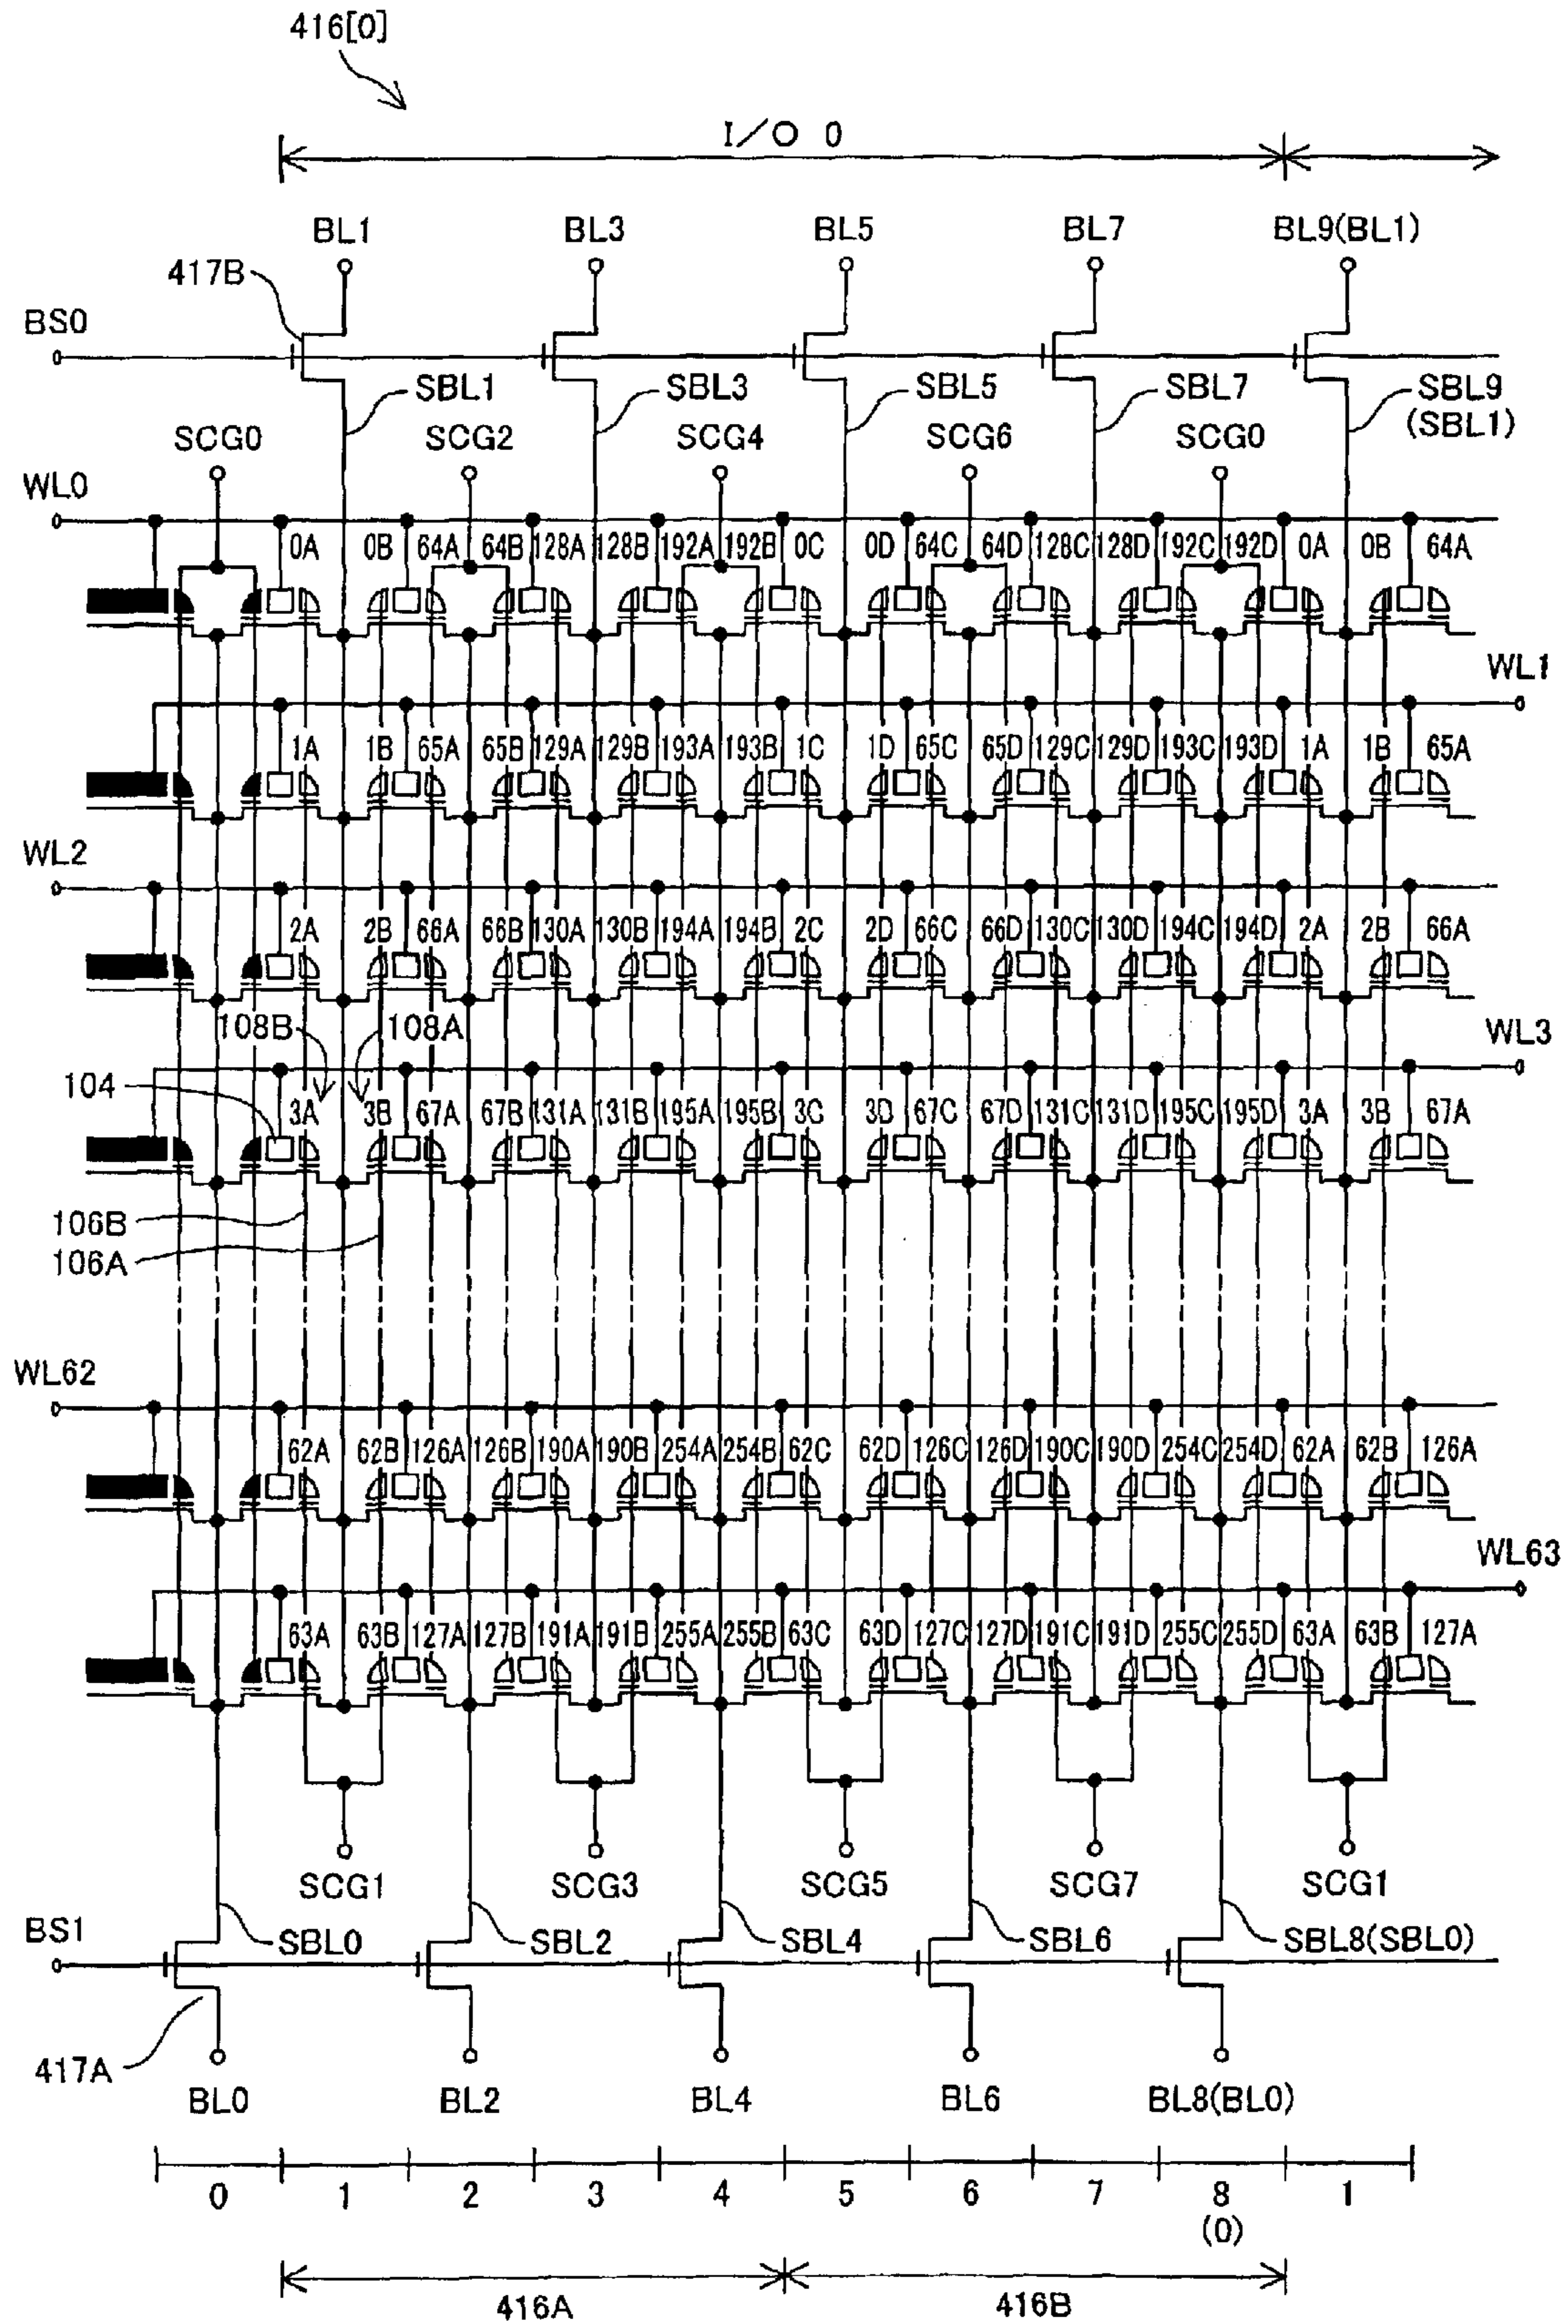 416[0]
I/O 0
BL1 BL3 BL5 BL7 BL9(BL1)
417B
BS0
SBL1 SBL3 SBL5 SBL7 SBL9
(SBL1)
SCG0 SCG2 SCG4 SCG6 SCG0
WL0
0A 0B 64A 64B 128A 128B 192A 192B 0C 0D 64C 64D 128C 128D 192C 192D 0A 0B 64A
WL1
1A 1B 65A 65B 129A 129B 193A 193B 1C 1D 65C 65D 129C 129D 193C 193D 1A 1B 65A
WL2
2A 2B 66A 66B 130A 130B 194A 194B 2C 2D 66C 66D 130C 130D 194C 194D 2A 2B 66A
108B 108A
WL3
104
3A 3B 67A 67B 131A 131B 195A 195B 3C 3D 67C 67D 131C 131D 195C 195D 3A 3B 67A
106B
106A
WL62
62A 62B 126A 126B 190A 190B 254A 254B 62C 62D 126C 126D 190C 190D 254C 254D 62A 62B 126A
WL63
63A 63B 127A 127B 191A 191B 255A 255B 63C 63D 127C 127D 191C 191D 255C 255D 63A 63B 127A
SCG1 SCG3 SCG5 SCG7 SCG1
BS1
SBL0 SBL2 SBL4 SBL6 SBL8(SBL0)
417A
BL0 BL2 BL4 BL6 BL8(BL0)
0 1 2 3 4 5 6 7 8 1
(0)
416A 416B